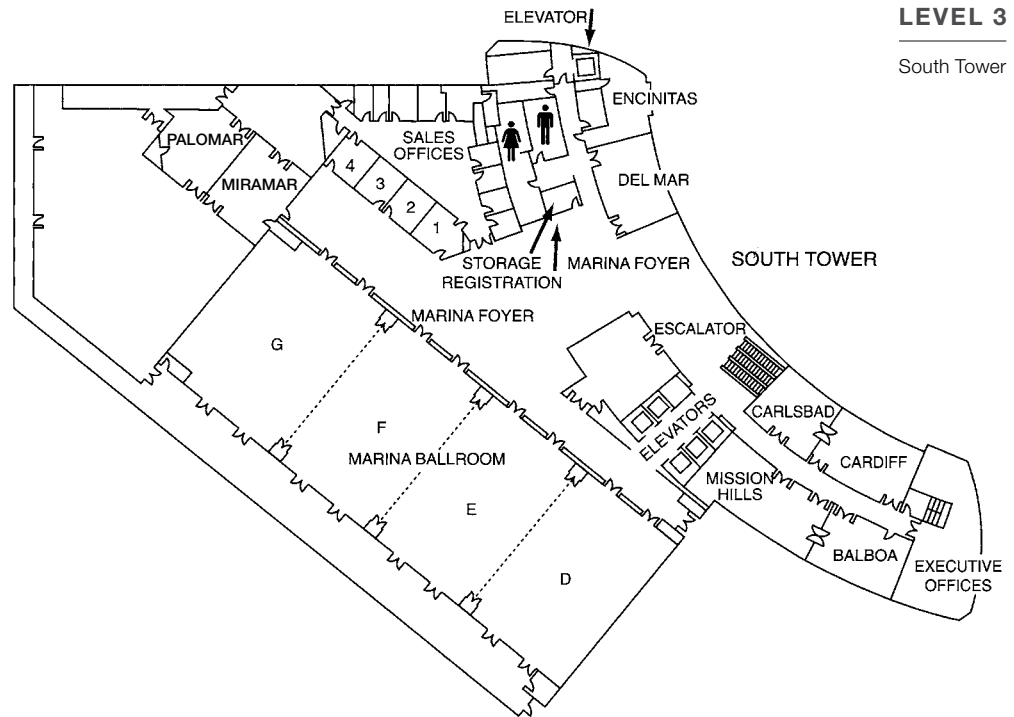 LEVEL 3
South Tower
ELEVATOR
ENCINITAS
PALOMAR
SALES
OFFICES
MIRAMAR
4
3
2
1
DEL MAR
STORAGE
REGISTRATION
MARINA FOYER
SOUTH TOWER
MARINA FOYER
ESCALATOR
G
F
MARINA BALLROOM
E
D
ELEVATORS
CARLSBAD
CARDIFF
MISSION
HILLS
BALBOA
EXECUTIVE
OFFICES